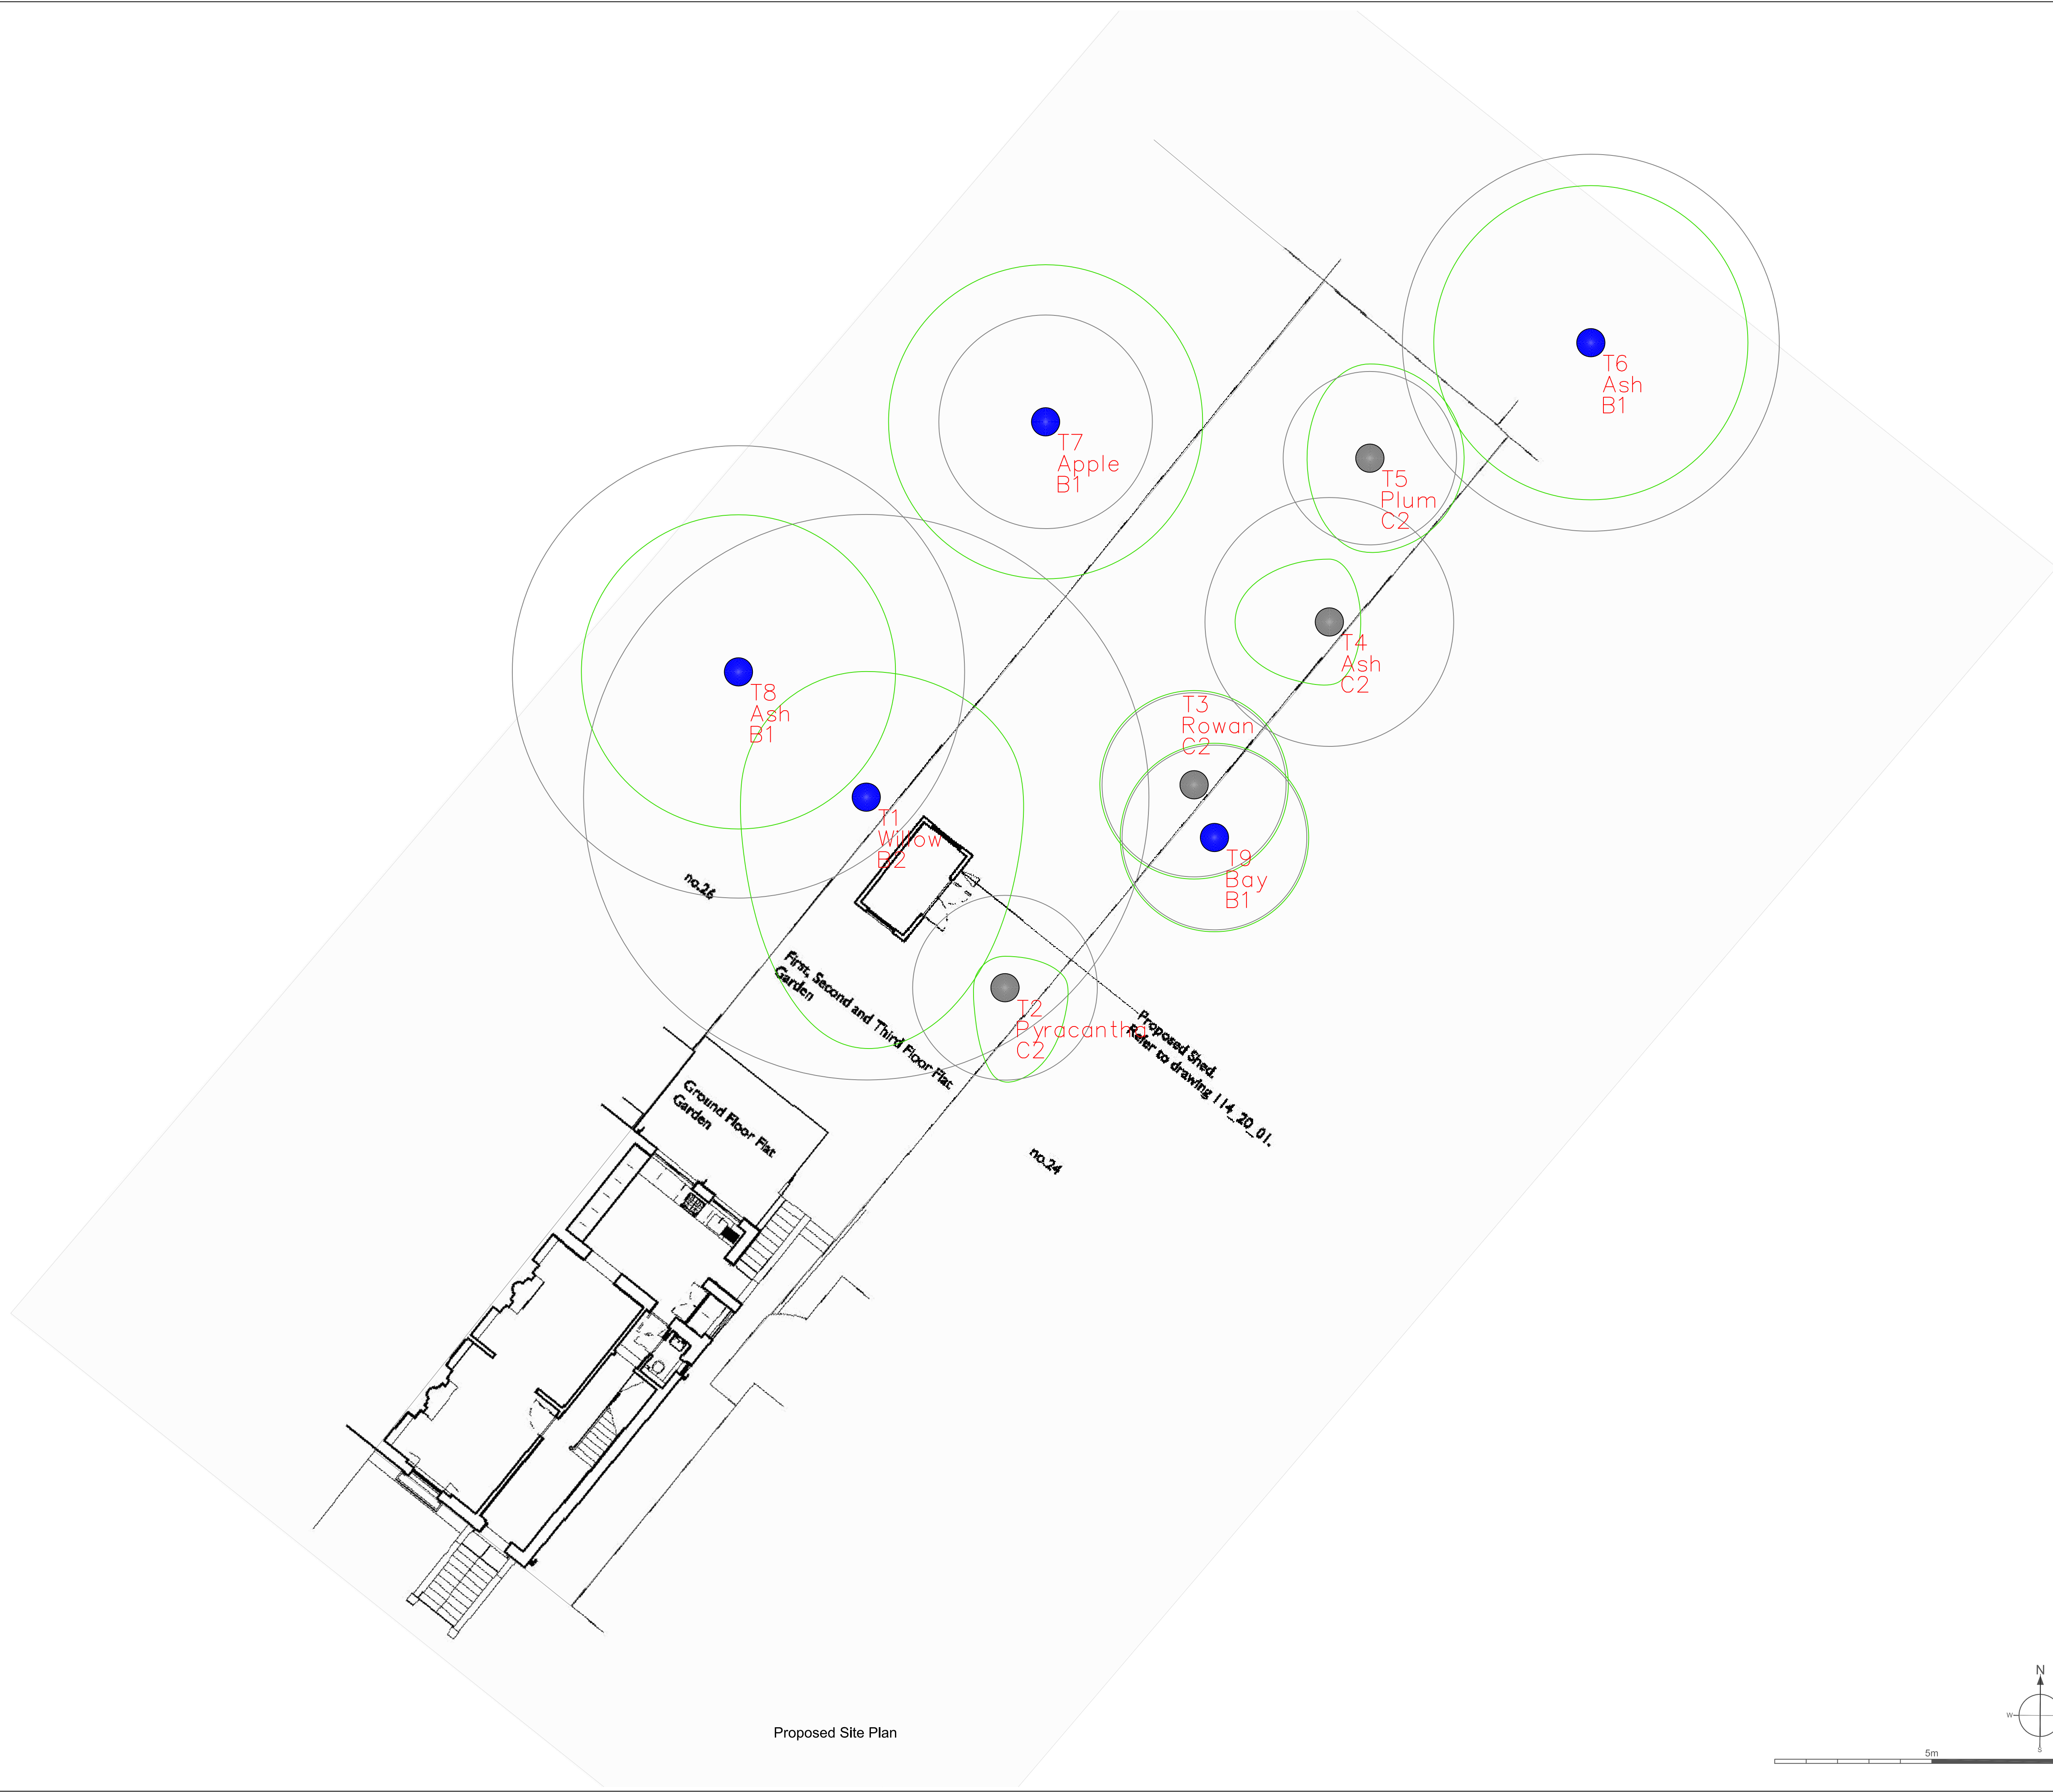 T6
Ash
B1
T7
Apple
B1
T5
Plum
C2
T4
Ash
C2
T8
Ash
B1
T3
Rowan
C2
T1
Willow
B2
T9
Bay
B1
no.26
First, Second and Third Floor Flat
Garden
T2
Pyracantha
C2
Proposed Shed.
Refer to drawing 114_20_01.
Ground Floor Flat
Garden
no.24
Proposed Site Plan
N
W
S
5m